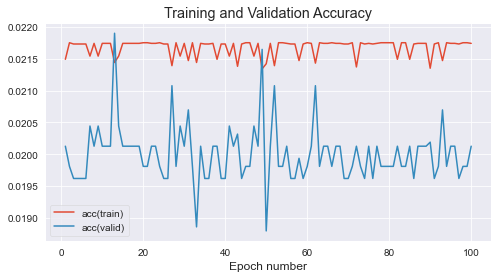 Training and Validation Accuracy
0.0220
0.0215
0.0210
0.0205
0.0200
0.0195
0.0190
acc(train)
acc(valid)
0 20 40 60 80 100
Epoch number